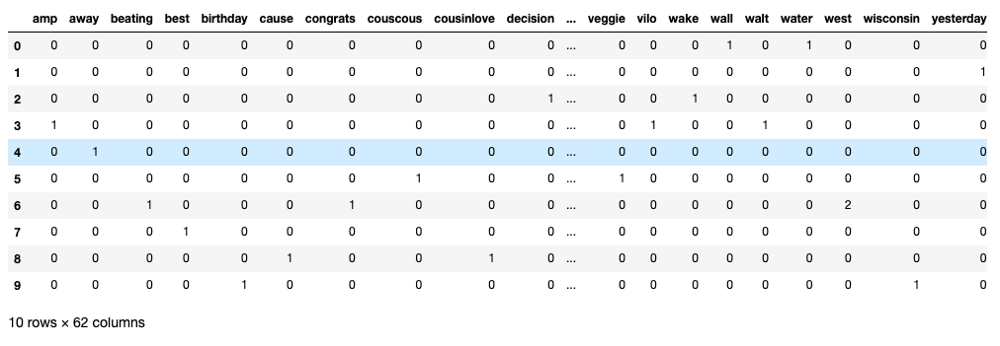 amp away beating best birthday cause congrats couscous cousinlove decision ... veggie vilo wake wall walt water west wisconsin yesterday
0 0 0 0 0 0 0 0 0 0 0 ... 0 0 0 1 0 1 0 0 0
1 0 0 0 0 0 0 0 0 0 0 ... 0 0 0 0 0 0 0 0 1
2 0 0 0 0 0 0 0 0 0 1 ... 0 0 1 0 0 0 0 0 0
3 1 0 0 0 0 0 0 0 0 0 ... 0 1 0 0 1 0 0 0 0
4 0 1 0 0 0 0 0 0 0 0 ... 0 0 0 0 0 0 0 0 0
5 0 0 0 0 0 0 0 1 0 0 ... 1 0 0 0 0 0 0 0 0
6 0 0 1 0 0 0 1 0 0 0 ... 0 0 0 0 0 0 2 0 0
7 0 0 0 1 0 0 0 0 0 0 ... 0 0 0 0 0 0 0 0 0
8 0 0 0 0 0 1 0 0 1 0 ... 0 0 0 0 0 0 0 0 0
9 0 0 0 0 1 0 0 0 0 0 ... 0 0 0 0 0 0 0 1 0
10 rows × 62 columns